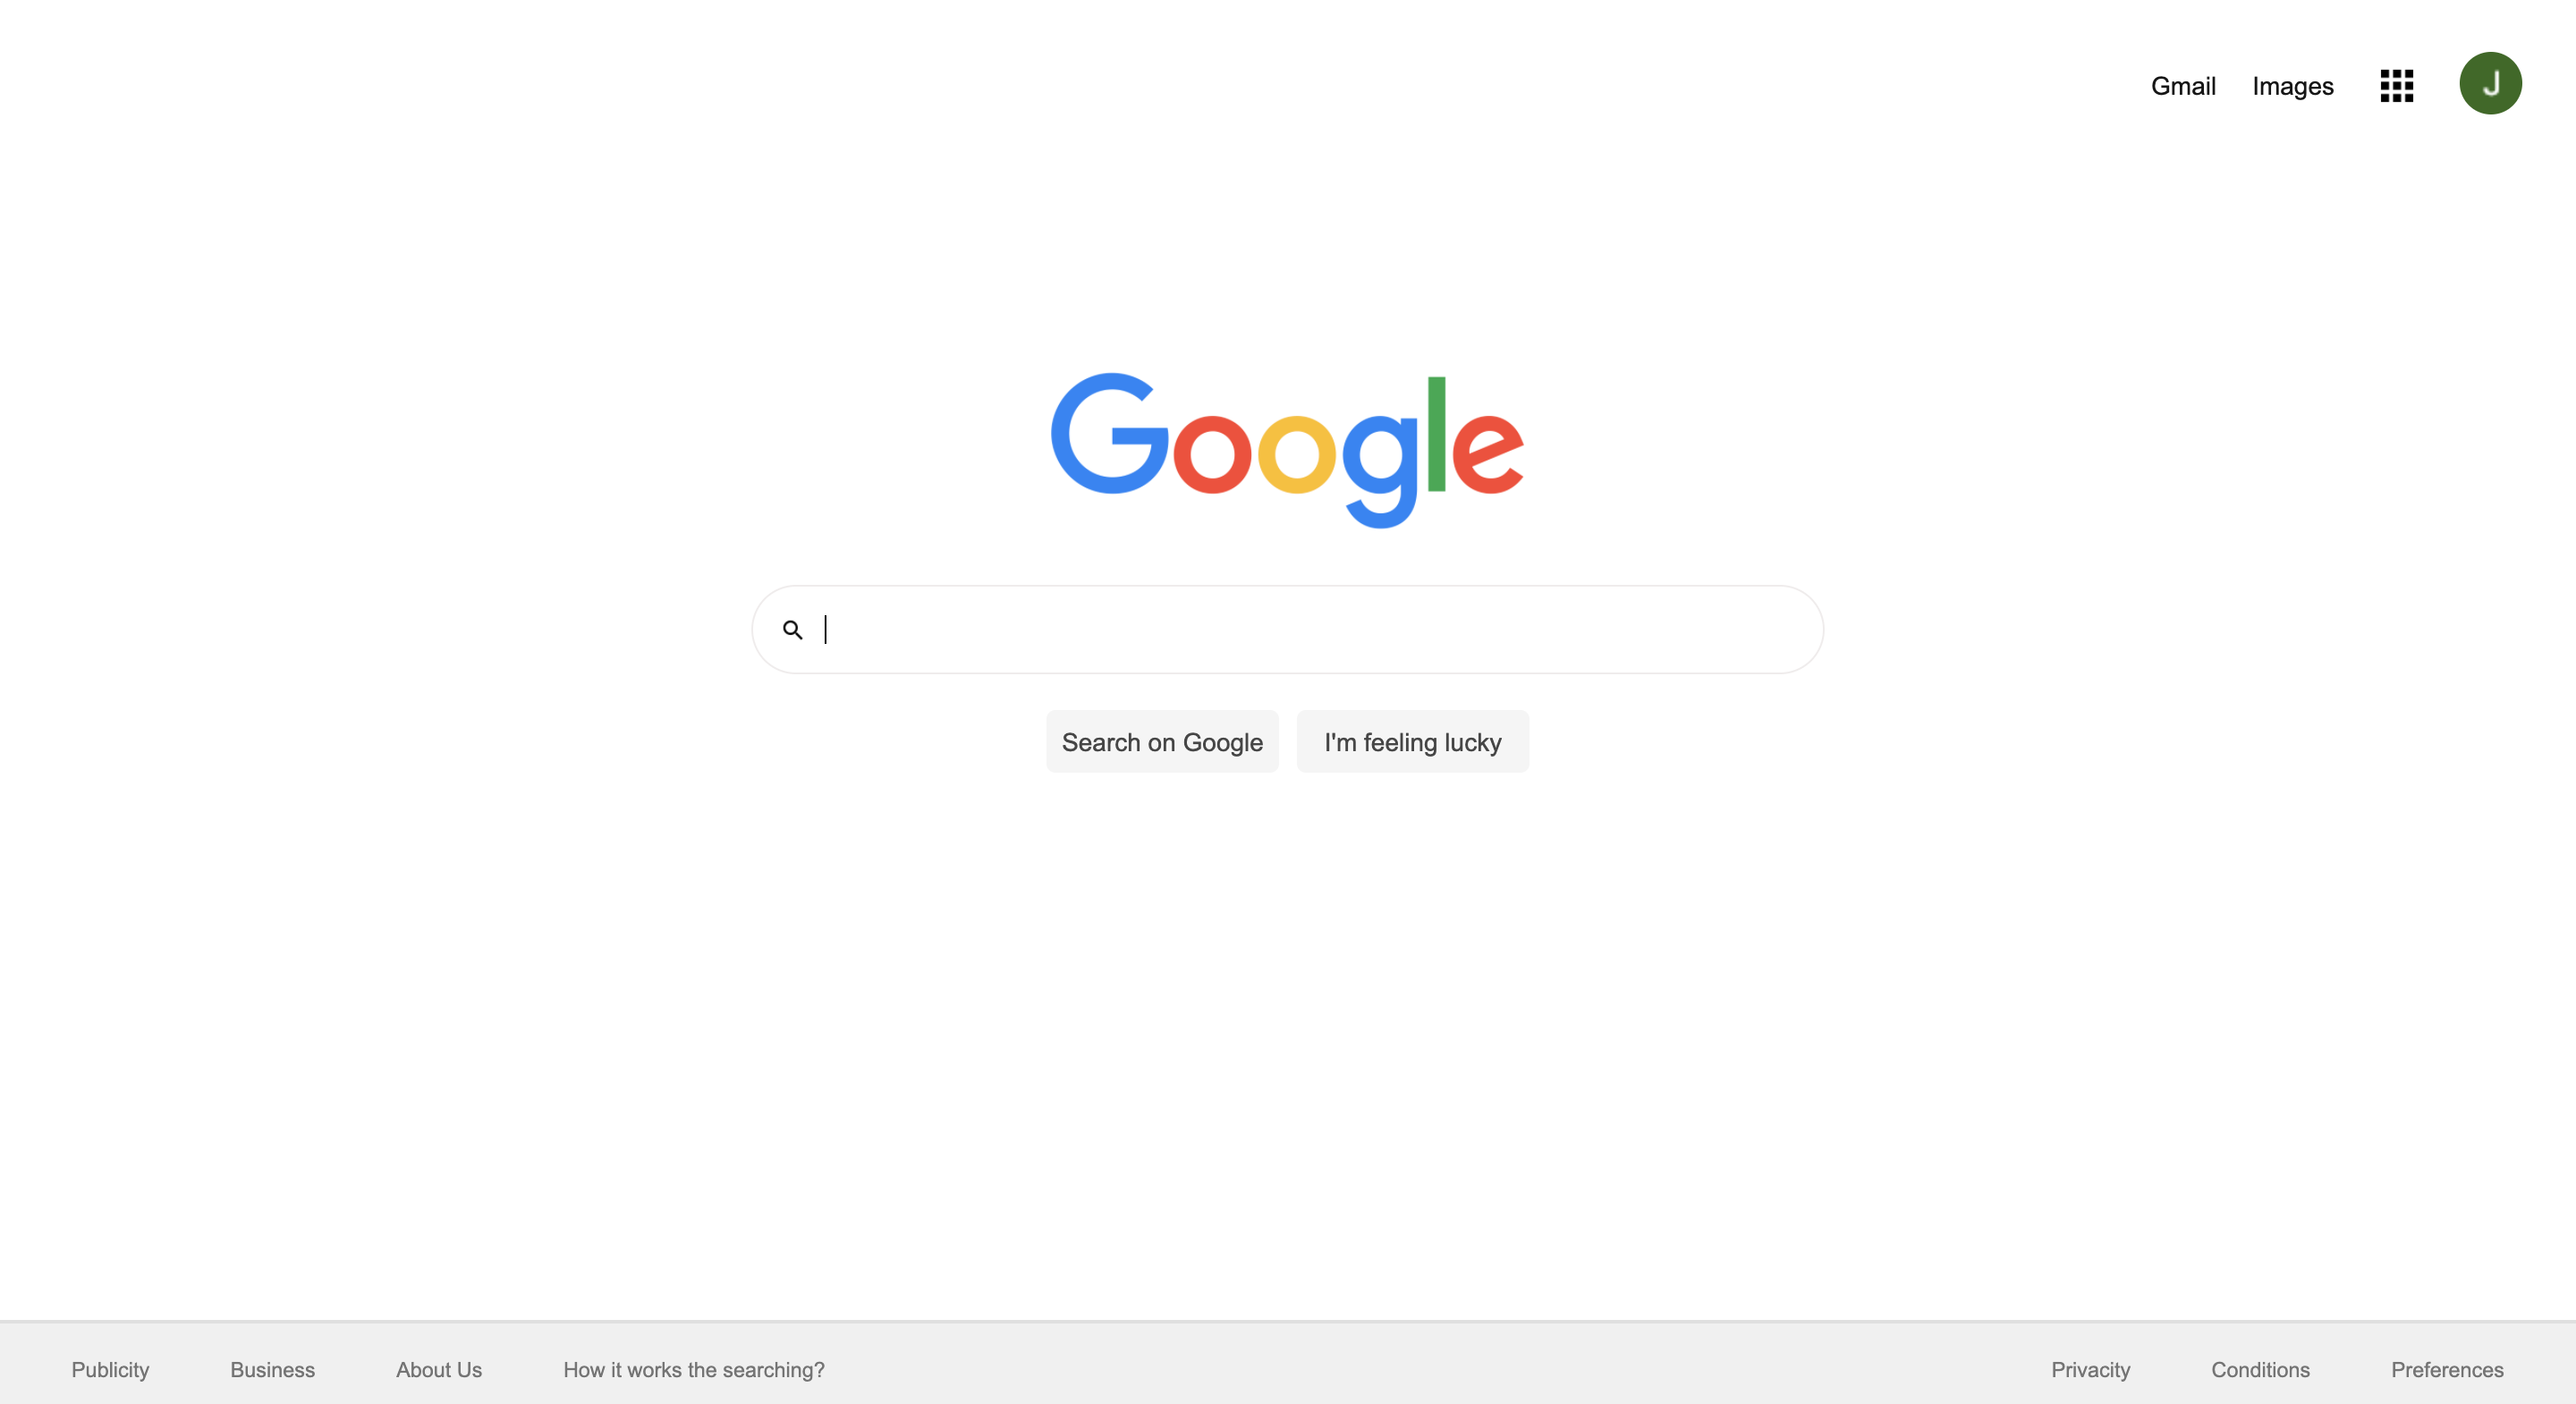 Gmail Images
J
Google
Search on Google I'm feeling lucky
Publicity Business About Us How it works the searching? Privacity Conditions Preferences